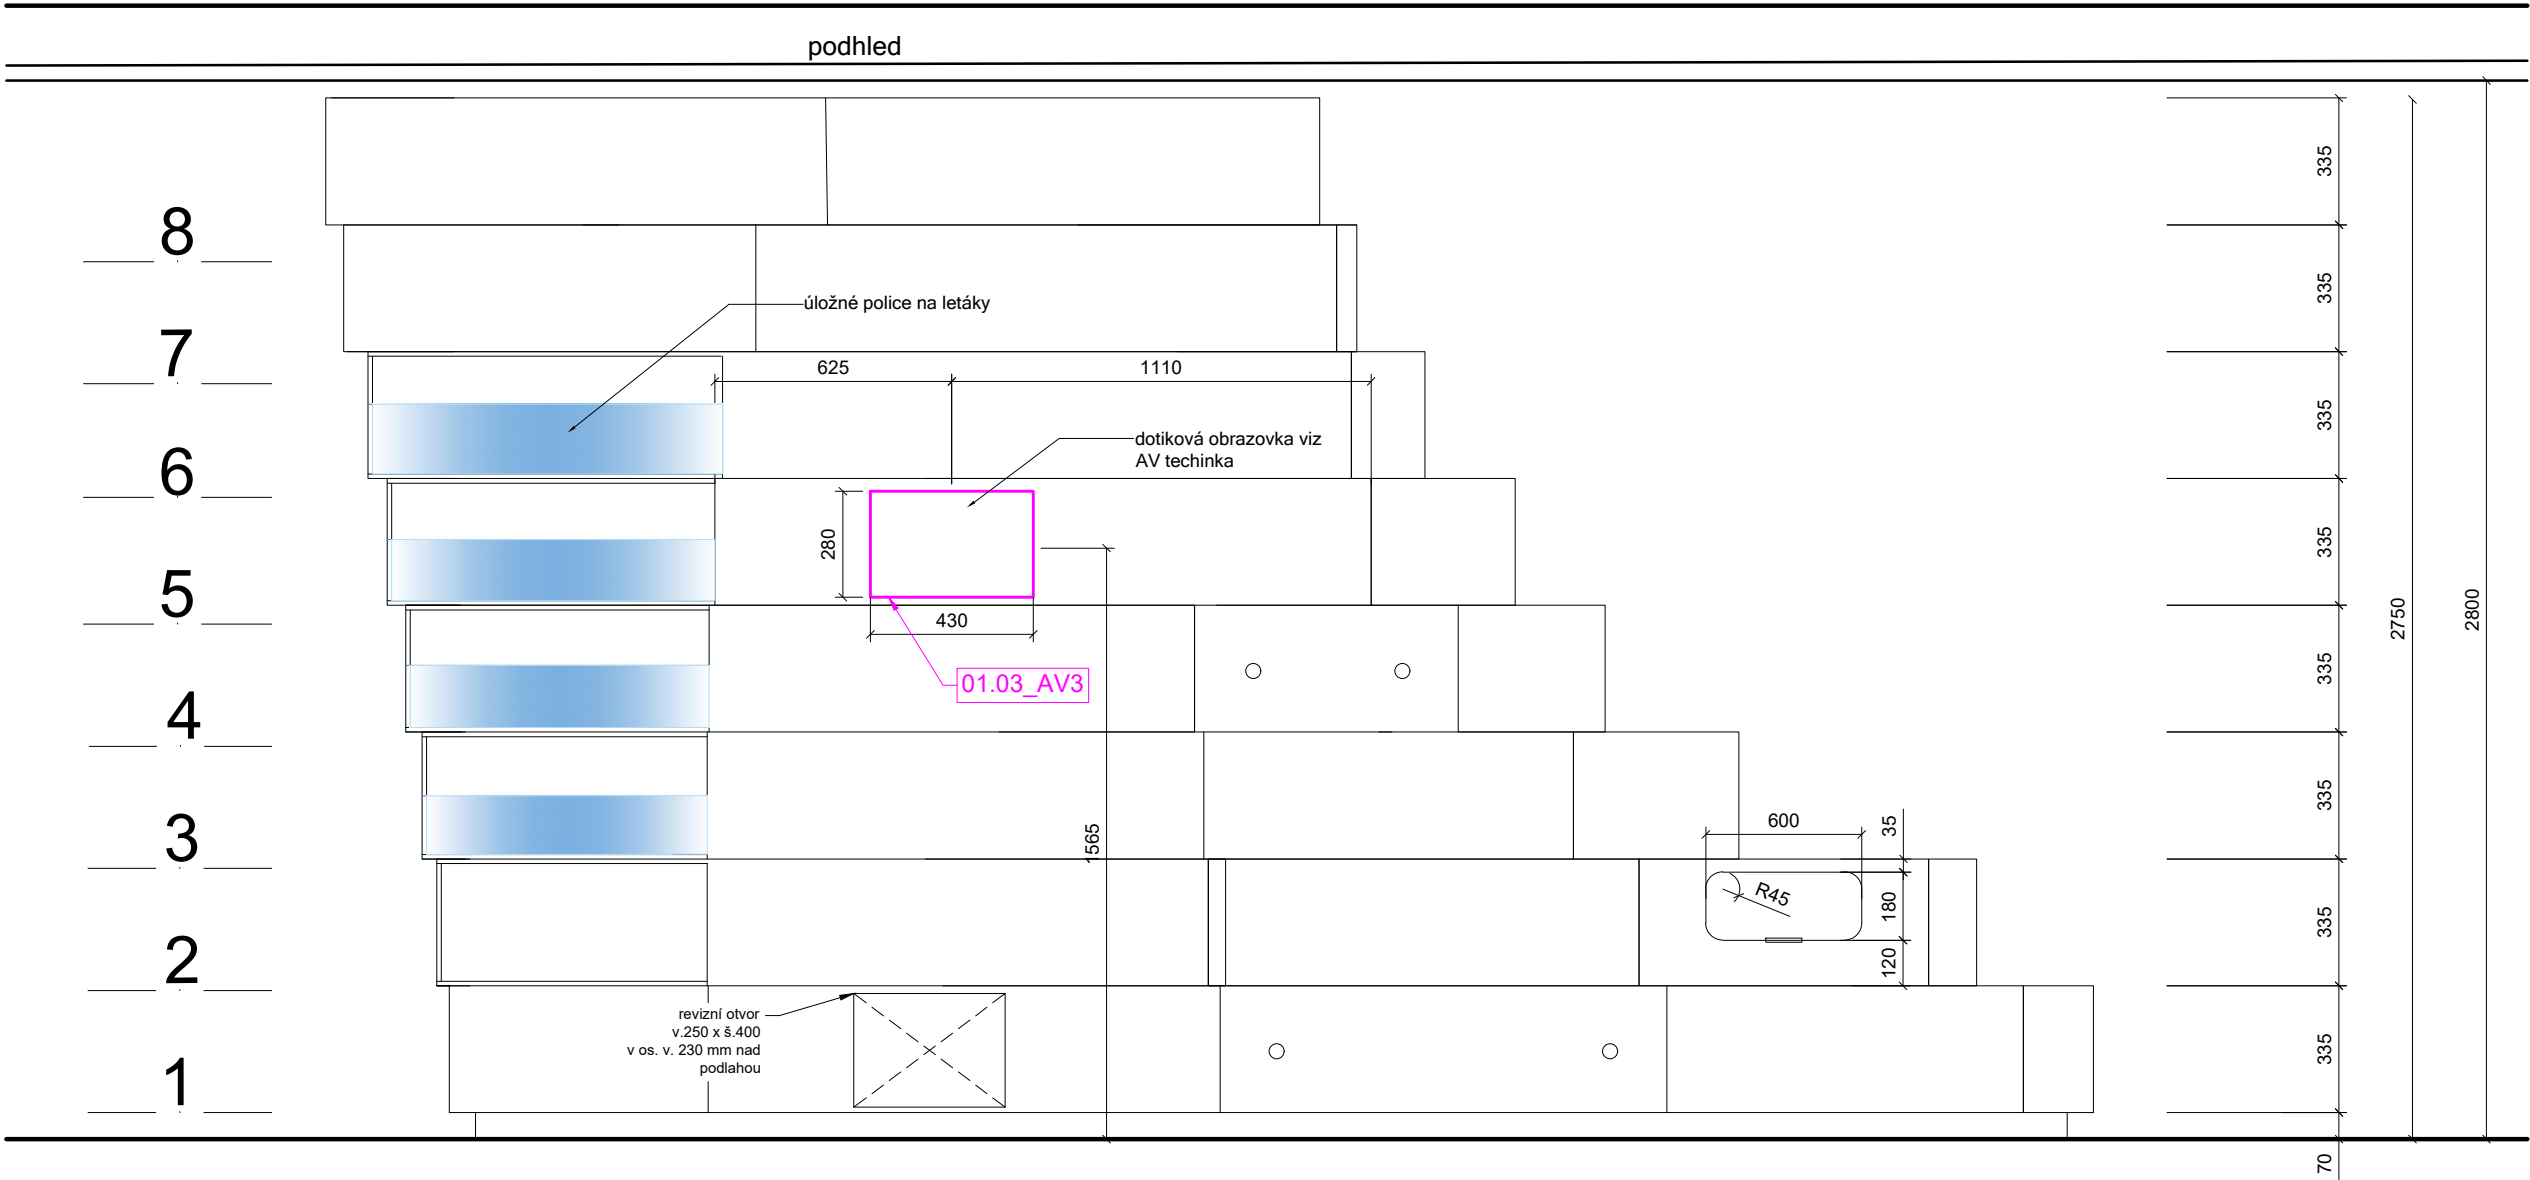 podhled
8
7
6
5
4
3
2
1
úložné police na letáky
625
1110
dotiková obrazovka viz
AV techinka
280
430
01.03_AV3
1565
600
35
R45
180
120
revizní otvor
v.250 x š.400
v os. v. 230 mm nad
podlahou
335
335
335
335
335
335
335
335
70
2750
2800